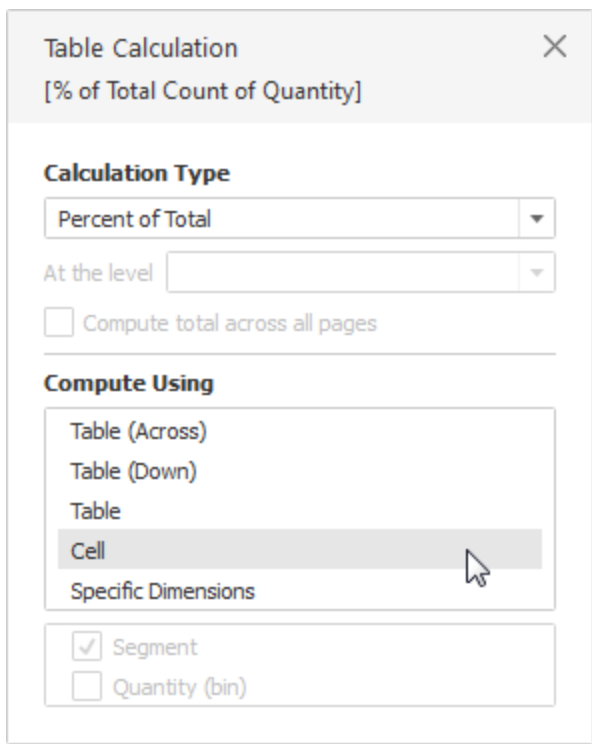 Table Calculation
[% of Total Count of Quantity]
Calculation Type
Percent of Total
At the level
Compute total across all pages
Compute Using
Table (Across)
Table (Down)
Table
Cell
Specific Dimensions
Segment
Quantity (bin)